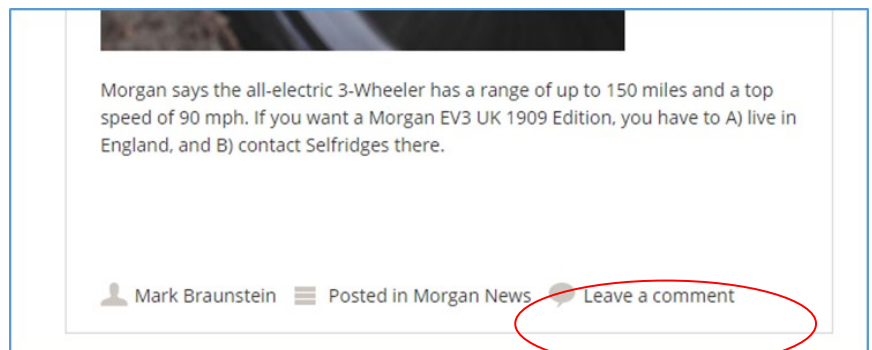 Morgan says the all-electric 3-Wheeler has a range of up to 150 miles and a top
speed of 90 mph. If you want a Morgan EV3 UK 1909 Edition, you have to A) live in
England, and B) contact Selfridges there.
Mark Braunstein Posted in Morgan News Leave a comment